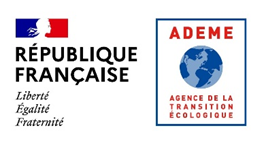 RÉPUBLIQUE
FRANÇAISE
Liberté
Égalité
Fraternité
ADEME
AGENCE DE LA
TRANSITION
ÉCOLOGIQUE